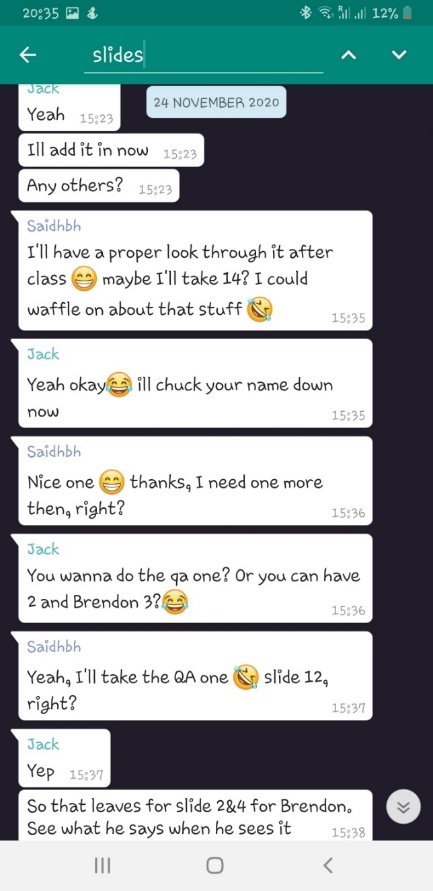 20:35 12%
slides
Jack
24 NOVEMBER 2020
Yeah 15:23
Ill add it in now 15:23
Any others? 15:23
Saidhbh
I'll have a proper look through it after
class 😁 maybe I'll take 14? I could
waffle on about that stuff 🤣
15:35
Jack
Yeah okay😂 ill chuck your name down
now 15:35
Saidhbh
Nice one 😁 thanks, I need one more
then, right? 15:36
Jack
You wanna do the qa one? Or you can have
2 and Brendon 3?😂 15:36
Saidhbh
Yeah, I'll take the QA one 🤣 slide 12,
right? 15:37
Jack
Yep 15:37
So that leaves for slide 2&4 for Brendon.
See what he says when he sees it 15:38